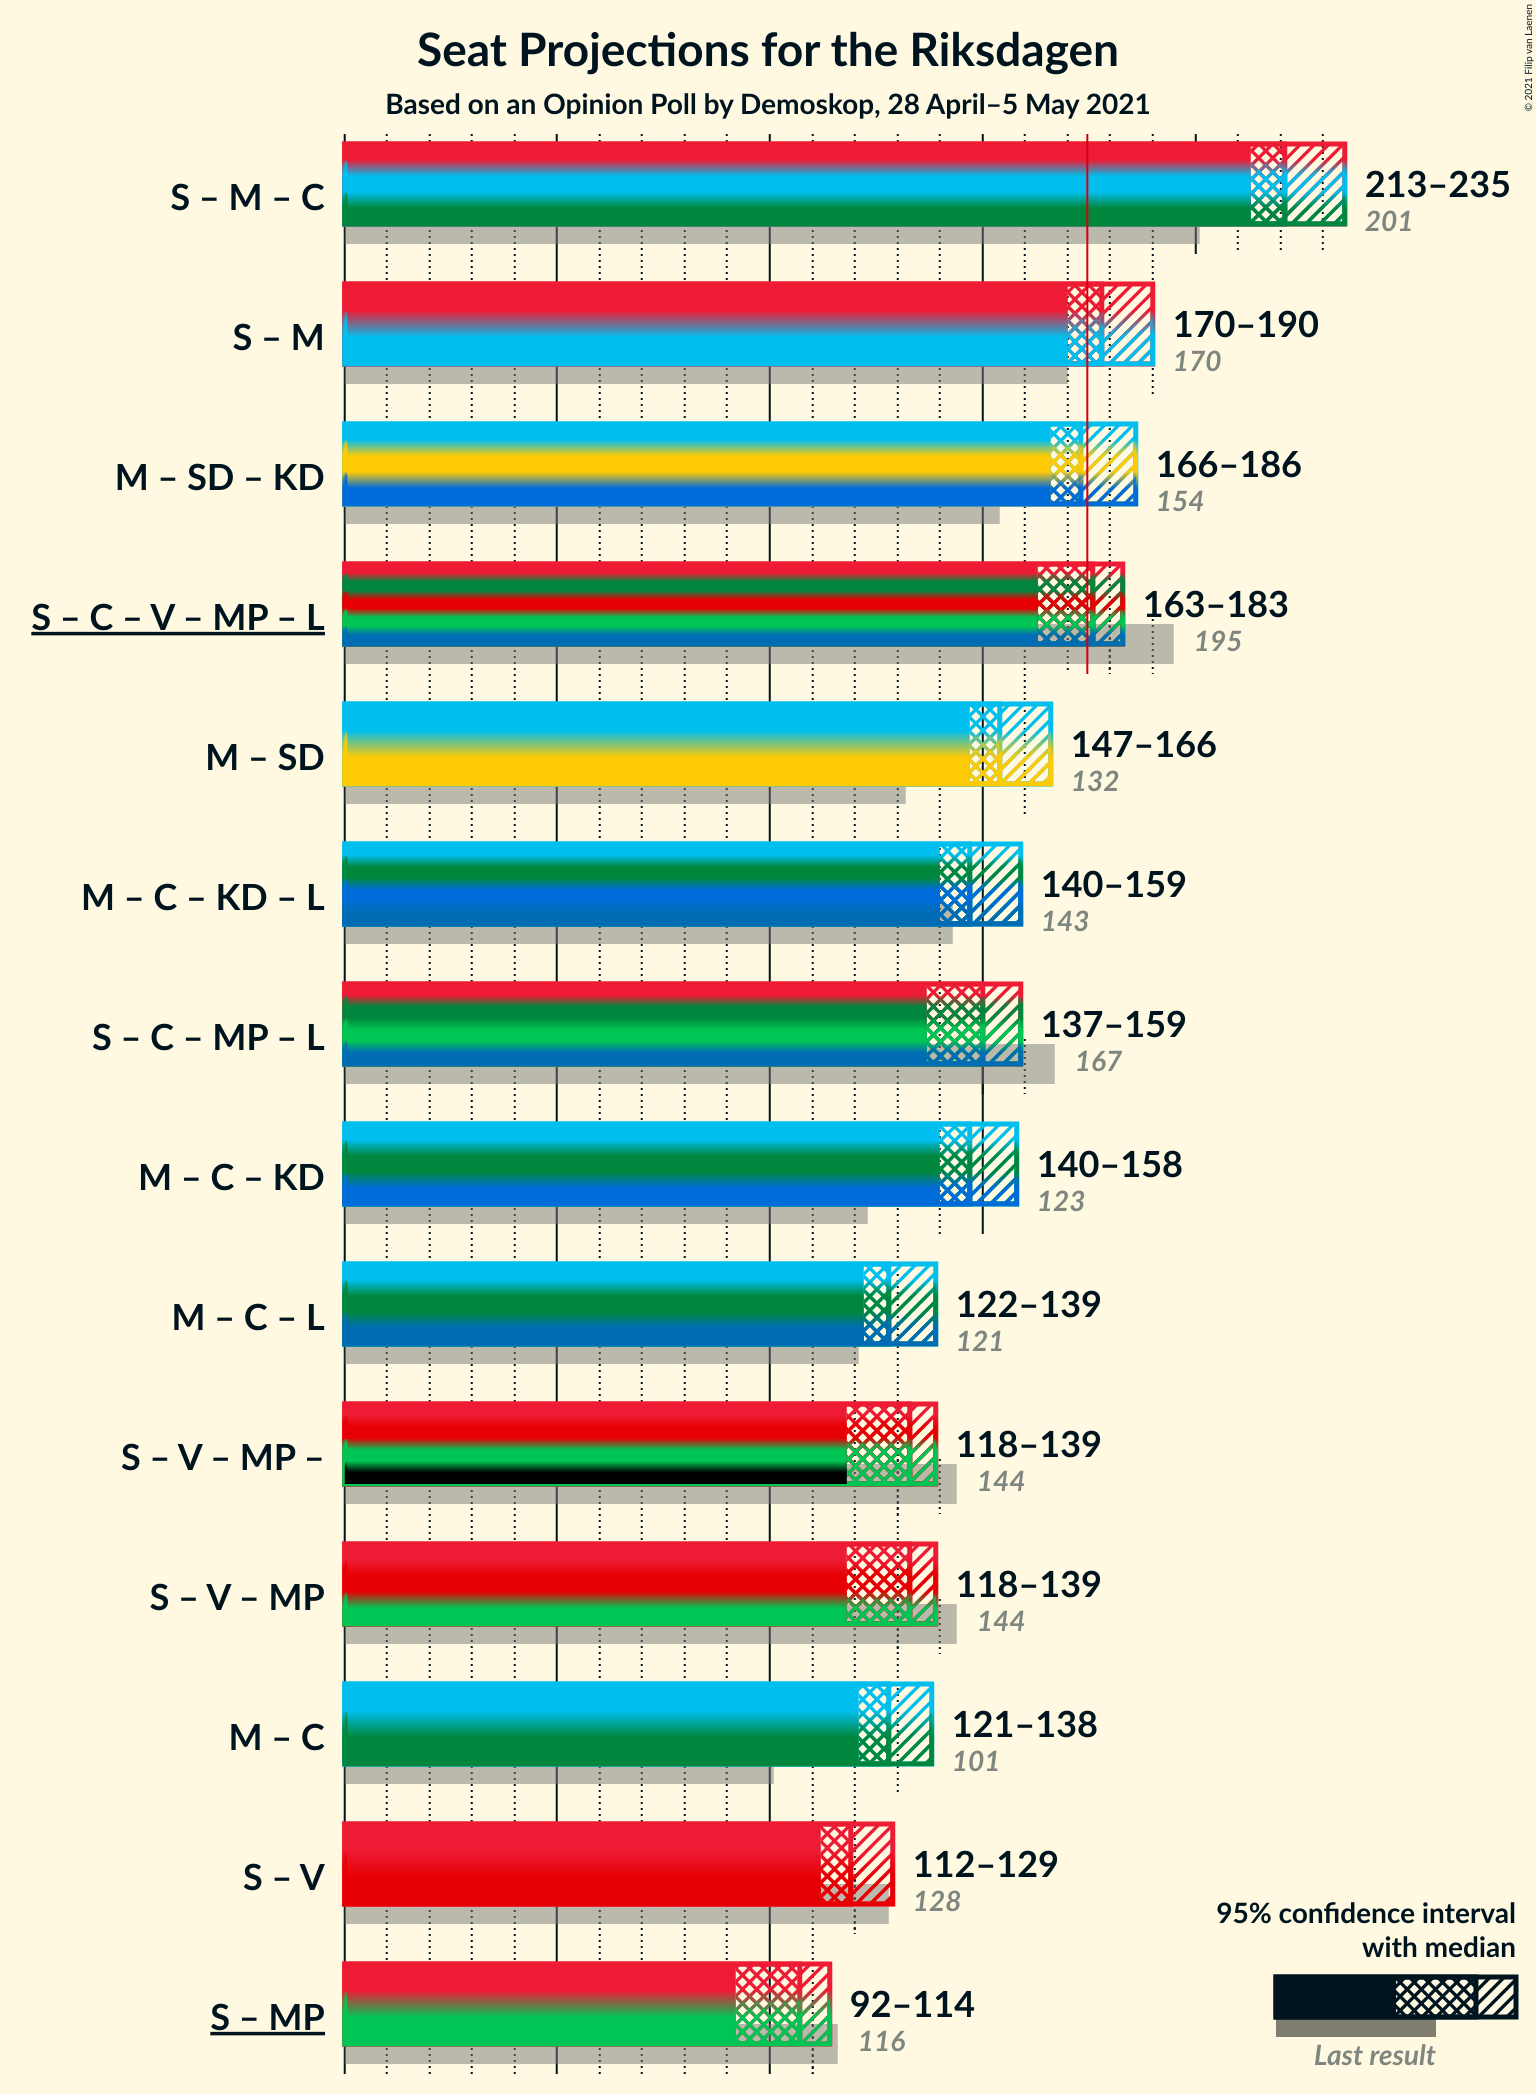 Seat Projections for the Riksdagen
Based on an Opinion Poll by Demoskop, 28 April–5 May 2021
© 2021 Filip van Laenen
S – M – C
213–235
201
S – M
170–190
170
M – SD – KD
166–186
154
S – C – V – MP – L
163–183
195
M – SD
147–166
132
M – C – KD – L
140–159
143
S – C – MP – L
137–159
167
M – C – KD
140–158
123
M – C – L
122–139
121
S – V – MP –
118–139
144
S – V – MP
118–139
144
M – C
121–138
101
S – V
112–129
128
S – MP
92–114
116
95% confidence interval
with median
Last result